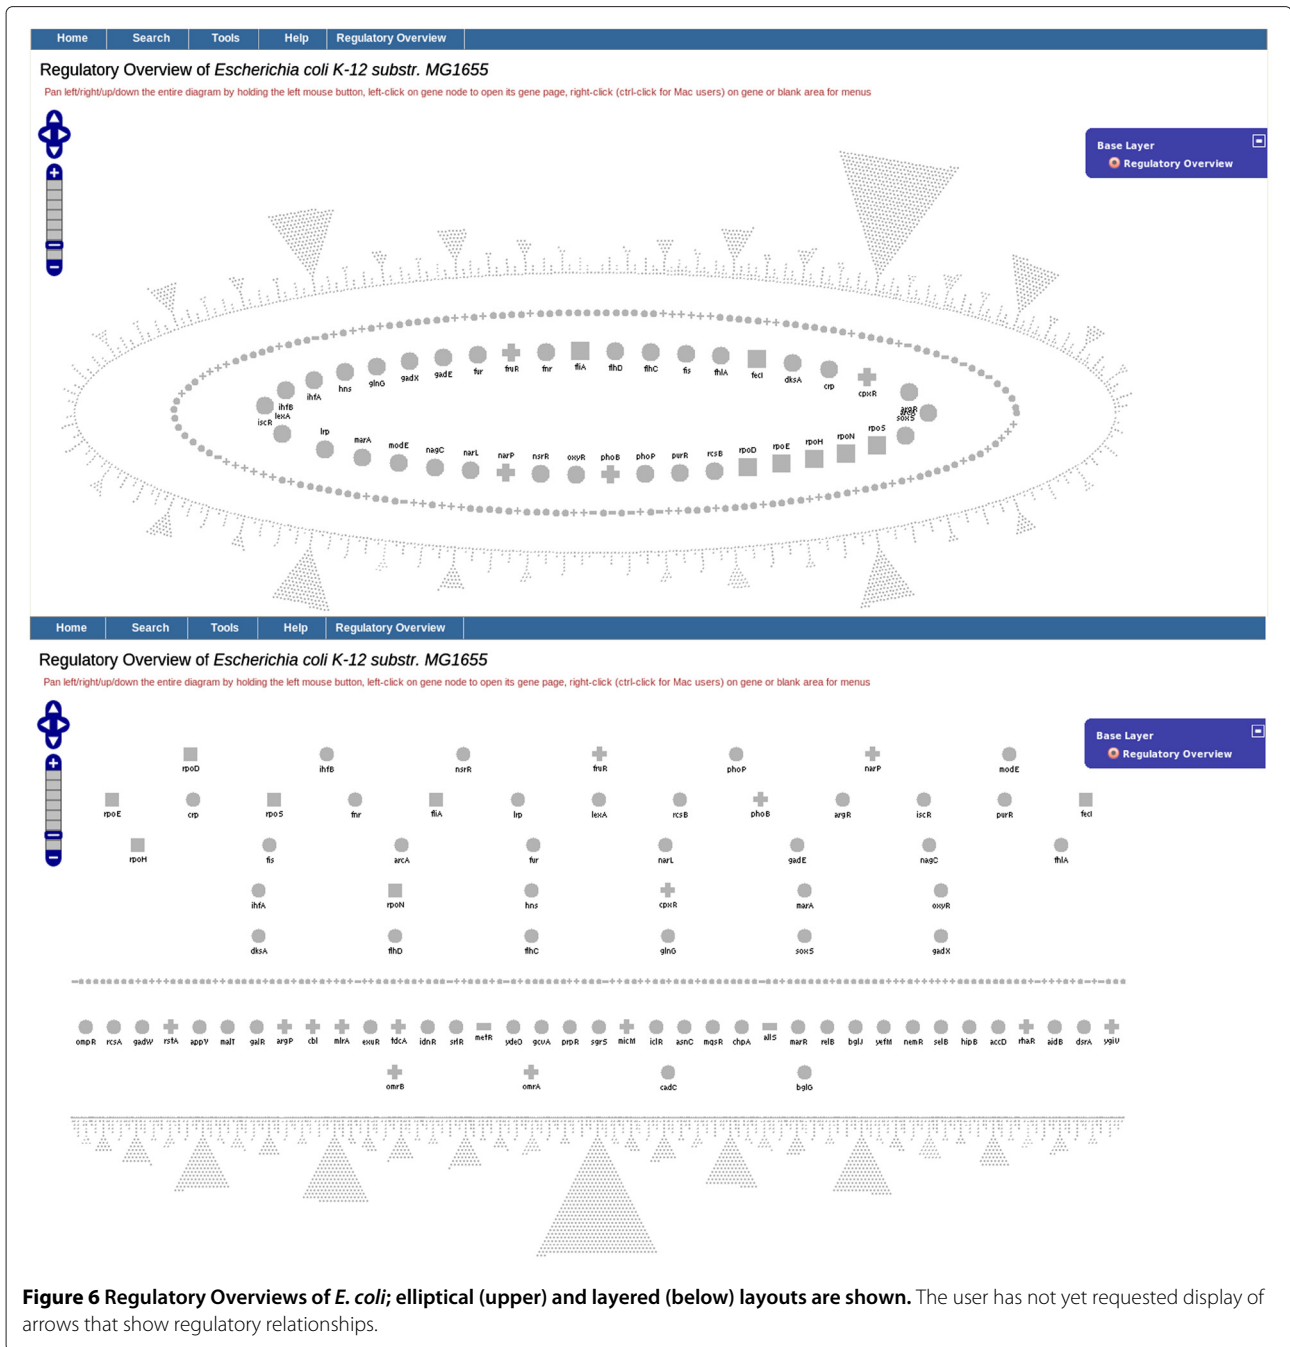 Home Search Tools Help Regulatory Overview
Regulatory Overview of Escherichia coli K-12 substr. MG1655
Pan left/right/up/down the entire diagram by holding the left mouse button, left-click on gene node to open its gene page, right-click (ctrl-click for Mac users) on gene or blank area for menus
Base Layer
Regulatory Overview
iscR lexA ihfB ihfA hns glnG gadX gadE fur fruR fnr fliA flhD flhC fis fhlA fecI dksA crp cpxR argR
soxS
lrp marA modE nagC narL narP nsrR oxyR phoB phoP purR rcsB rpoD rpoE rpoH rpoN rpoS
Home Search Tools Help Regulatory Overview
Regulatory Overview of Escherichia coli K-12 substr. MG1655
Pan left/right/up/down the entire diagram by holding the left mouse button, left-click on gene node to open its gene page, right-click (ctrl-click for Mac users) on gene or blank area for menus
Base Layer
Regulatory Overview
rpoD ihfB nsrR fruR phoP narP modE
rpoE crp rpoS fnr fliA lrp lexA rcsB phoB argR iscR purR fecI
rpoH fis arcA fur narL gadE nagC fhlA
ihfA rpoN hns cpxR marA oxyR
dksA flhD flhC glnG soxS gadX
ompR rcsA gadW rstA appY malT galR argP cbl mlrA exuR tdcA idnR srlR metR ydeO gcvA prpR sgrS micM iclR asnC mqsR chpA allS marR relB bglJ yefM nemR selB hipB accD rhaR aidB dsrA ygiV
omrB omrA cadC bglG
Figure 6 Regulatory Overviews of E. coli; elliptical (upper) and layered (below) layouts are shown. The user has not yet requested display of
arrows that show regulatory relationships.